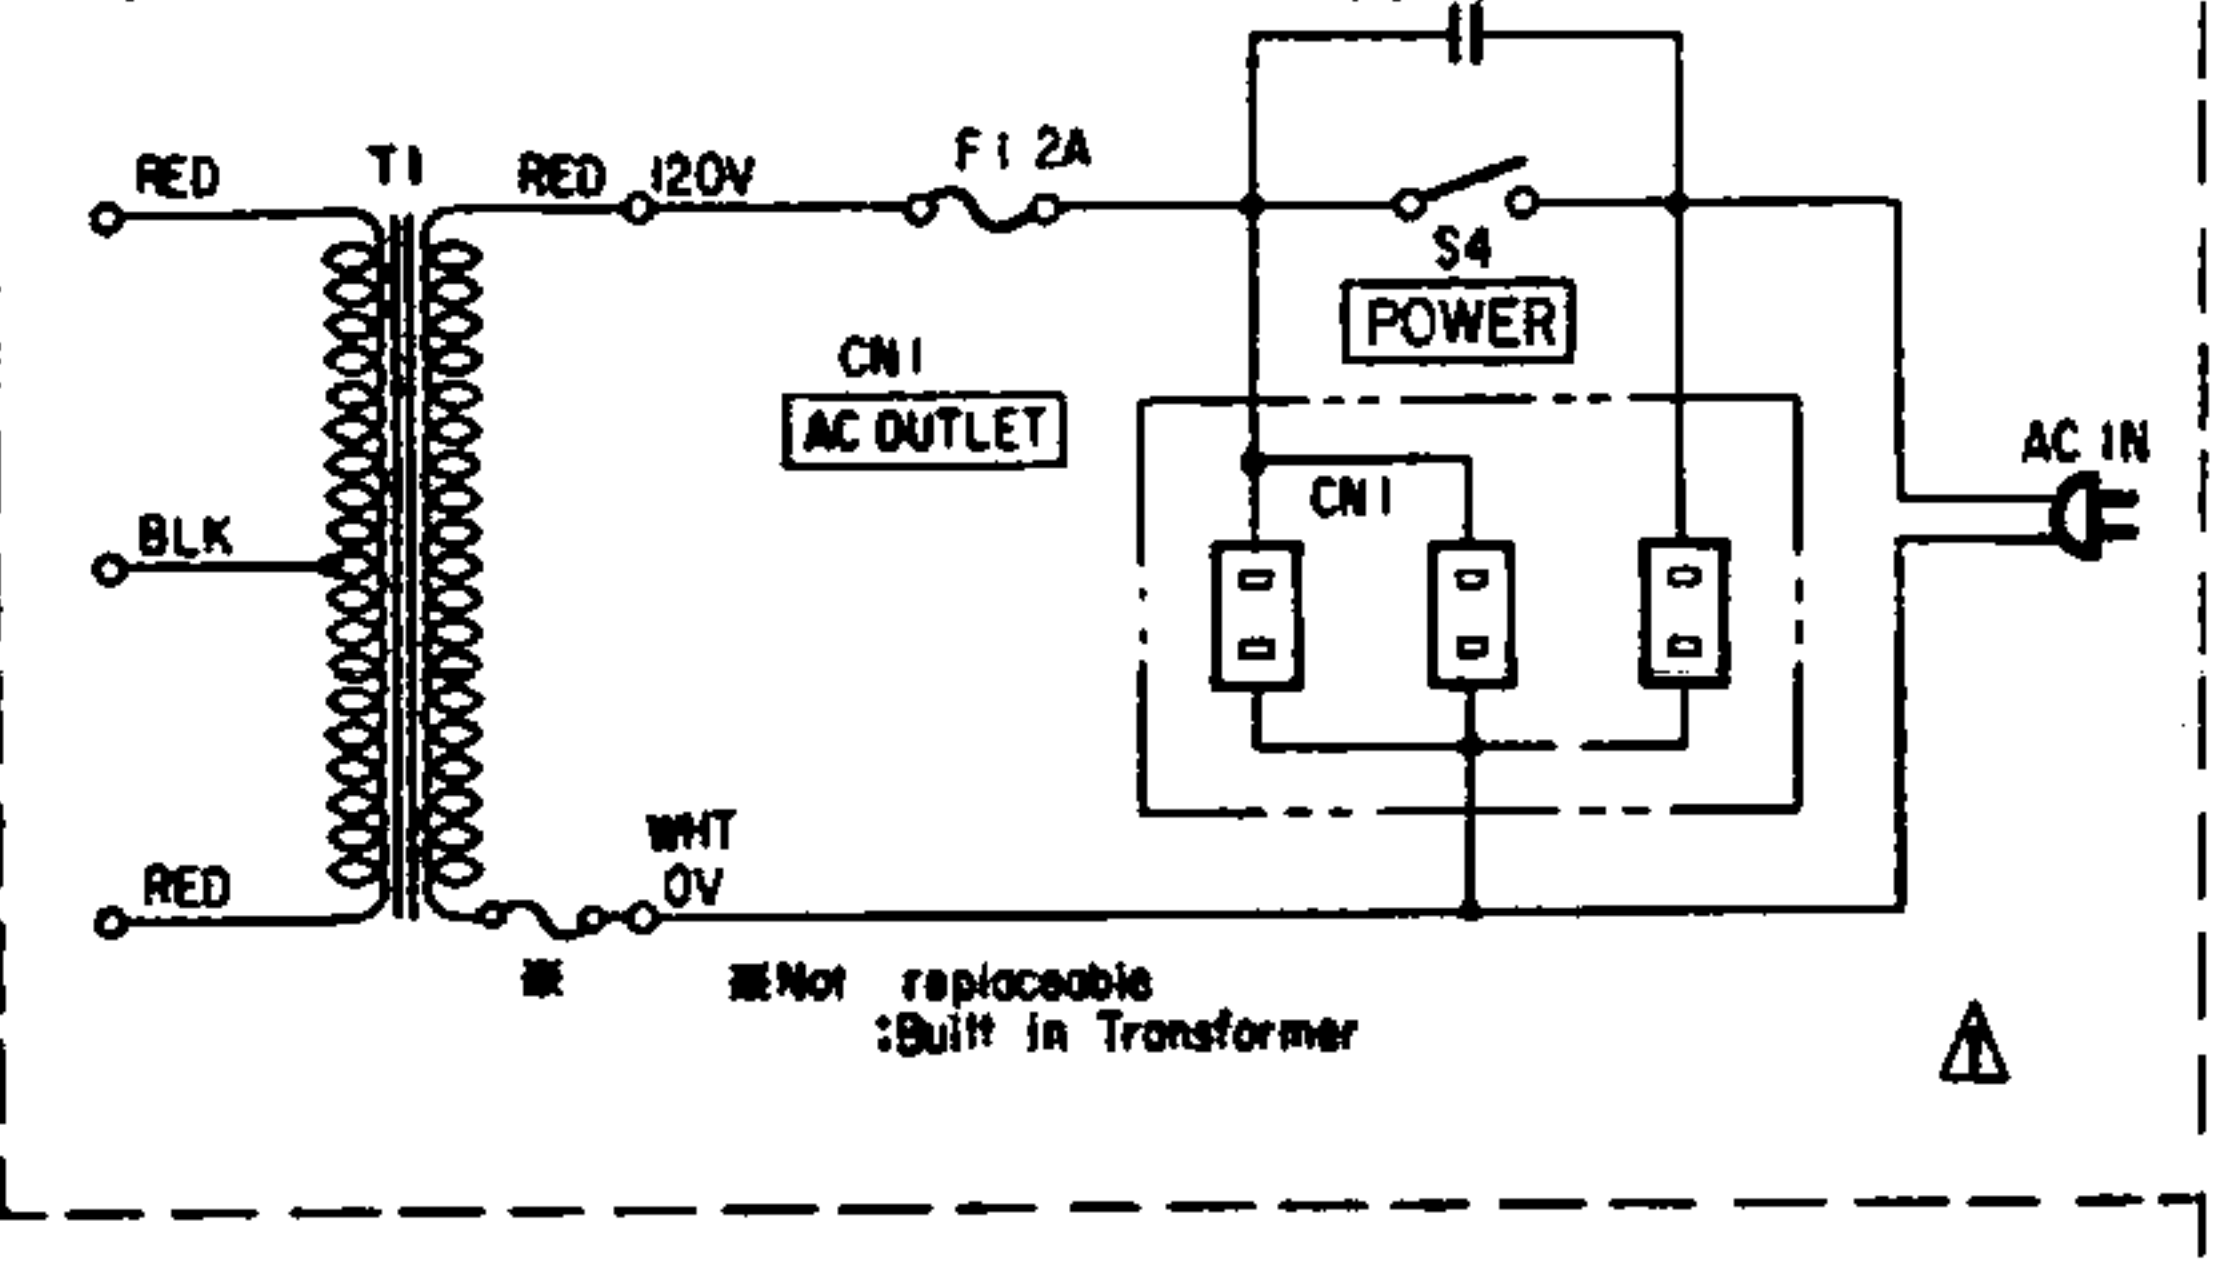 RED
T1
RED
120V
F1 2A
S4
POWER
CN1
AC OUTLET
AC IN
CN1
BLK
WHT
0V
RED
※
※Not replaceable
:Built in Transformer